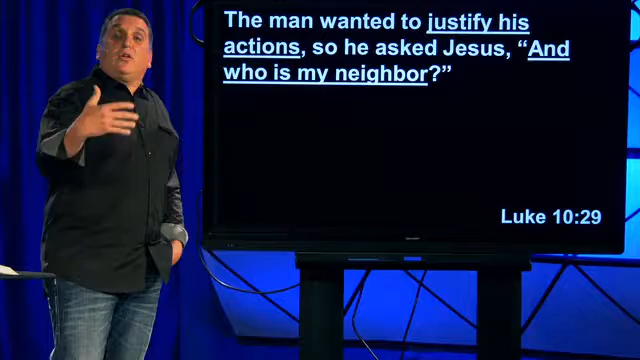 The man wanted to justify his
actions, so he asked Jesus, “And
who is my neighbor?”
Luke 10:29